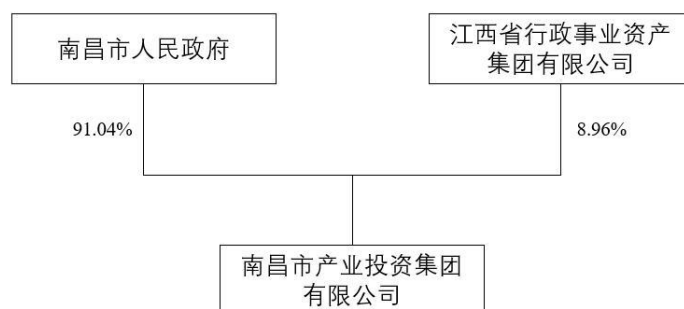 南昌市人民政府
江西省行政事业资产
集团有限公司
91.04%
8.96%
南昌市产业投资集团
有限公司